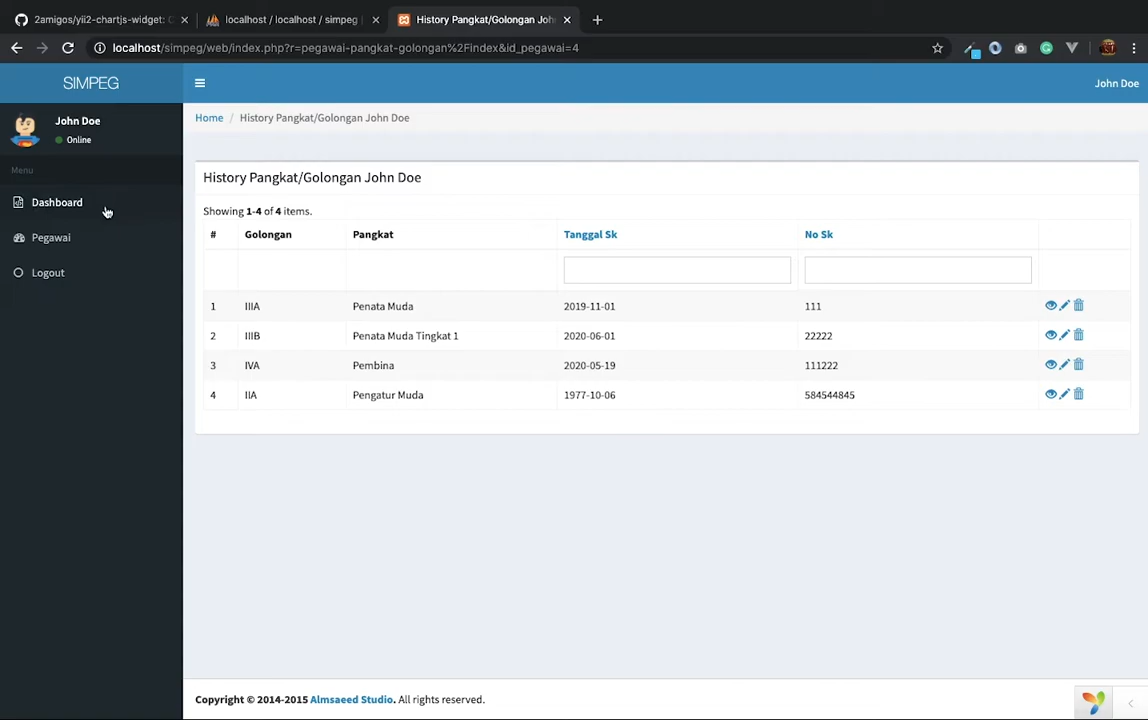 2amigos/yii2-chartjs-widget: C
localhost / localhost / simpeg |
History Pangkat/Golongan John
localhost/simpeg/web/index.php?r=pegawai-pangkat-golongan%2Findex&id_pegawai=4
SIMPEG
John Doe
John Doe
Online
Home / History Pangkat/Golongan John Doe
Menu
Dashboard
Pegawai
Logout
History Pangkat/Golongan John Doe
Showing 1-4 of 4 items.
# Golongan Pangkat Tanggal Sk No Sk
1 IIIA Penata Muda 2019-11-01 111
2 IIIB Penata Muda Tingkat 1 2020-06-01 22222
3 IVA Pembina 2020-05-19 111222
4 IIA Pengatur Muda 1977-10-06 584544845
Copyright © 2014-2015 Almsaeed Studio. All rights reserved.